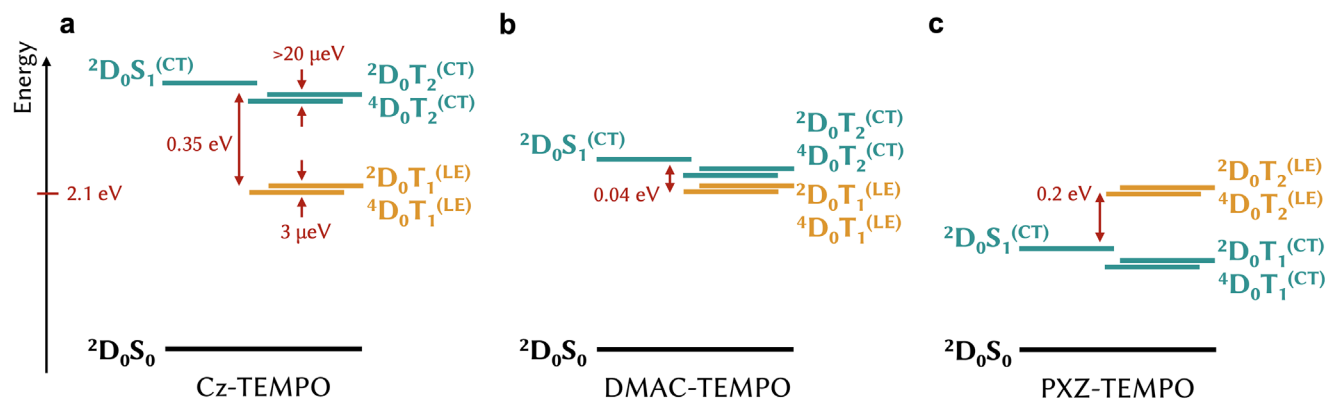 a
Energy
>20 μeV
²D₀S₁⁽ᶜᵀ⁾
²D₀T₂⁽ᶜᵀ⁾
⁴D₀T₂⁽ᶜᵀ⁾
0.35 eV
2.1 eV
²D₀T₁⁽ᴸᴱ⁾
⁴D₀T₁⁽ᴸᴱ⁾
3 μeV
²D₀S₀
Cz-TEMPO
b
²D₀S₁⁽ᶜᵀ⁾
²D₀T₂⁽ᶜᵀ⁾
⁴D₀T₂⁽ᶜᵀ⁾
0.04 eV
²D₀T₁⁽ᴸᴱ⁾
⁴D₀T₁⁽ᴸᴱ⁾
²D₀S₀
DMAC-TEMPO
c
²D₀T₂⁽ᴸᴱ⁾
⁴D₀T₂⁽ᴸᴱ⁾
0.2 eV
²D₀S₁⁽ᶜᵀ⁾
²D₀T₁⁽ᶜᵀ⁾
⁴D₀T₁⁽ᶜᵀ⁾
²D₀S₀
PXZ-TEMPO